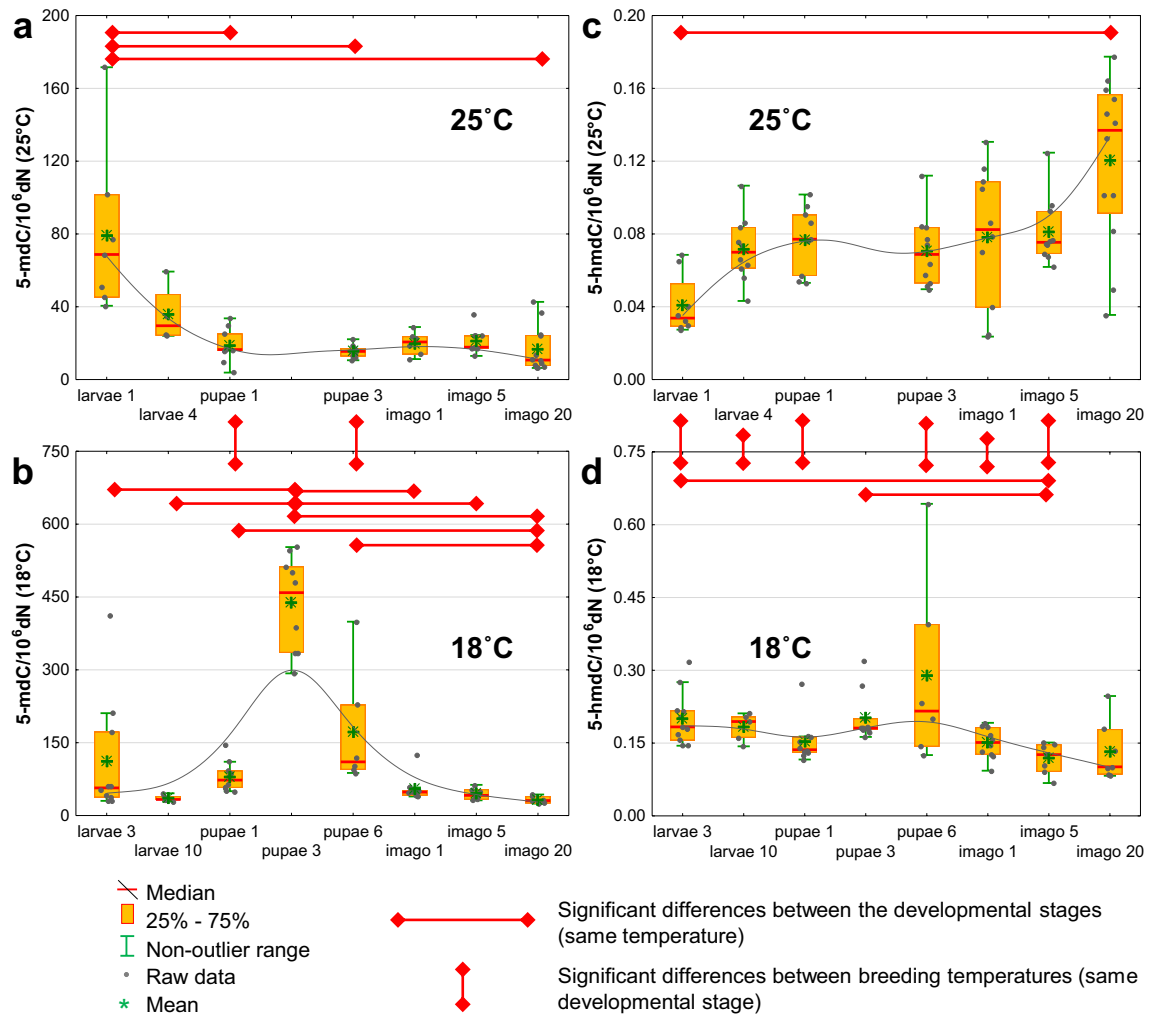 a
5-mdC/10⁶dN (25°C)
200
160
120
80
40
0
25˚C
larvae 1
larvae 4
pupae 1
pupae 3
imago 1
imago 5
imago 20
c
5-hmdC/10⁶dN (25°C)
0.20
0.16
0.12
0.08
0.04
0.00
25˚C
larvae 1
larvae 4
pupae 1
pupae 3
imago 1
imago 5
imago 20
b
5-mdC/10⁶dN (18°C)
750
600
450
300
150
0
18˚C
larvae 3
larvae 10
pupae 1
pupae 3
pupae 6
imago 1
imago 5
imago 20
d
5-hmdC/10⁶dN (18°C)
0.75
0.60
0.45
0.30
0.15
0.00
18˚C
larvae 3
larvae 10
pupae 1
pupae 3
pupae 6
imago 1
imago 5
imago 20
Median
25% - 75%
Non-outlier range
Raw data
Mean
Significant differences between the developmental stages
(same temperature)
Significant differences between breeding temperatures (same
developmental stage)